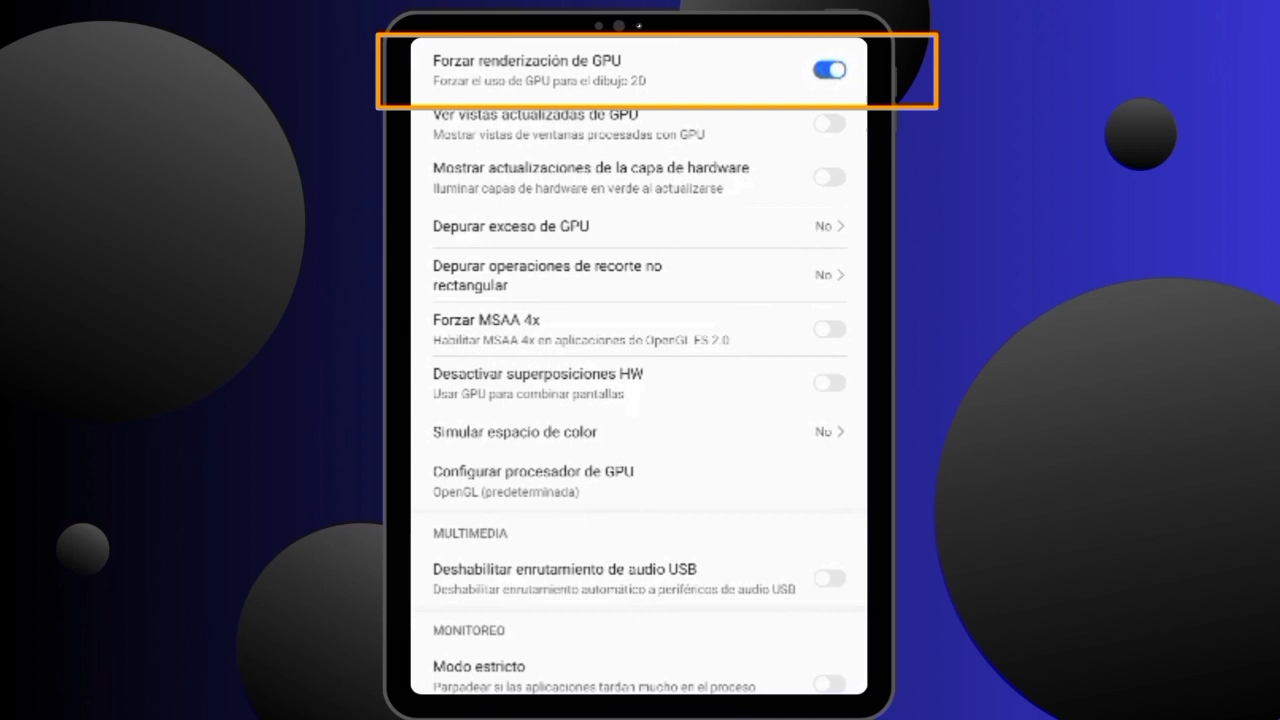 Forzar renderización de GPU
Forzar el uso de GPU para el dibujo 2D
Ver vistas actualizadas de GPU
Mostrar vistas de ventanas procesadas con GPU
Mostrar actualizaciones de la capa de hardware
Iluminar capas de hardware en verde al actualizarse
Depurar exceso de GPU
No
Depurar operaciones de recorte no
rectangular
No
Forzar MSAA 4x
Habilitar MSAA 4x en aplicaciones de OpenGL ES 2.0
Desactivar superposiciones HW
Usar GPU para combinar pantallas
Simular espacio de color
No
Configurar procesador de GPU
OpenGL (predeterminada)
MULTIMEDIA
Deshabilitar enrutamiento de audio USB
Deshabilitar enrutamiento automático a periféricos de audio USB
MONITOREO
Modo estricto
Parpadear si las aplicaciones tardan mucho en el proceso